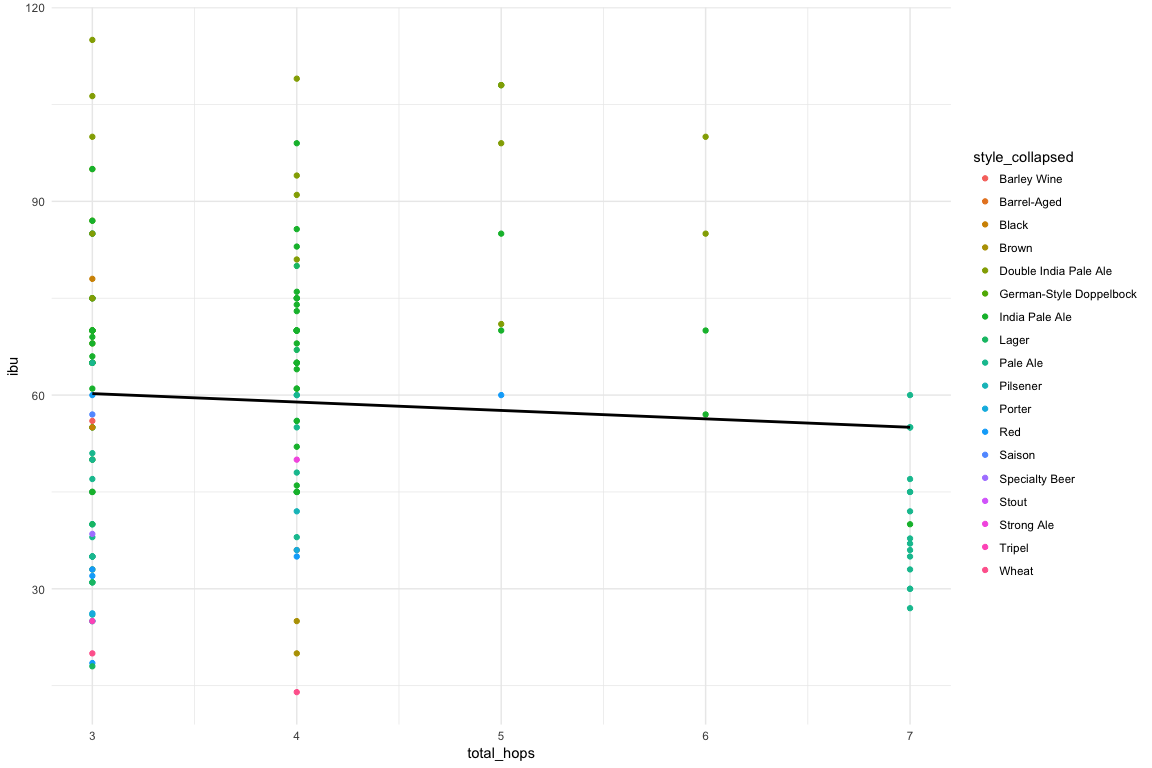 120
90
60
30
ibu
3 4 5 6 7
total_hops
style_collapsed
Barley Wine
Barrel-Aged
Black
Brown
Double India Pale Ale
German-Style Doppelbock
India Pale Ale
Lager
Pale Ale
Pilsener
Porter
Red
Saison
Specialty Beer
Stout
Strong Ale
Tripel
Wheat